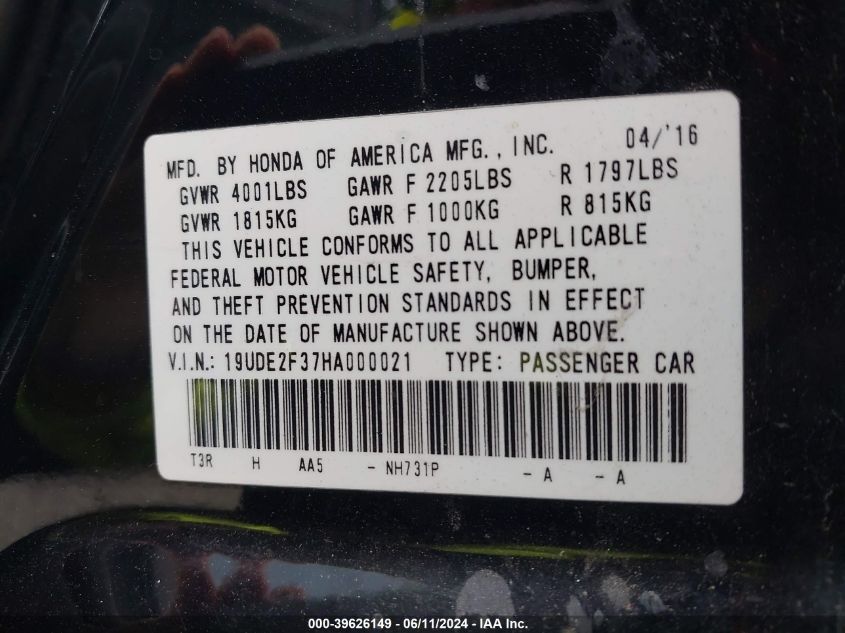 MFD. BY HONDA OF AMERICA MFG., INC. 04/'16
GVWR 4001LBS GAWR F 2205LBS R 1797LBS
GVWR 1815KG GAWR F 1000KG R 815KG
THIS VEHICLE CONFORMS TO ALL APPLICABLE
FEDERAL MOTOR VEHICLE SAFETY, BUMPER,
AND THEFT PREVENTION STANDARDS IN EFFECT
ON THE DATE OF MANUFACTURE SHOWN ABOVE.
V.I.N.: 19UDE2F37HA000021 TYPE: PASSENGER CAR
T3R H AA5 - NH731P - A - A
000-39626149 - 06/11/2024 - IAA Inc.